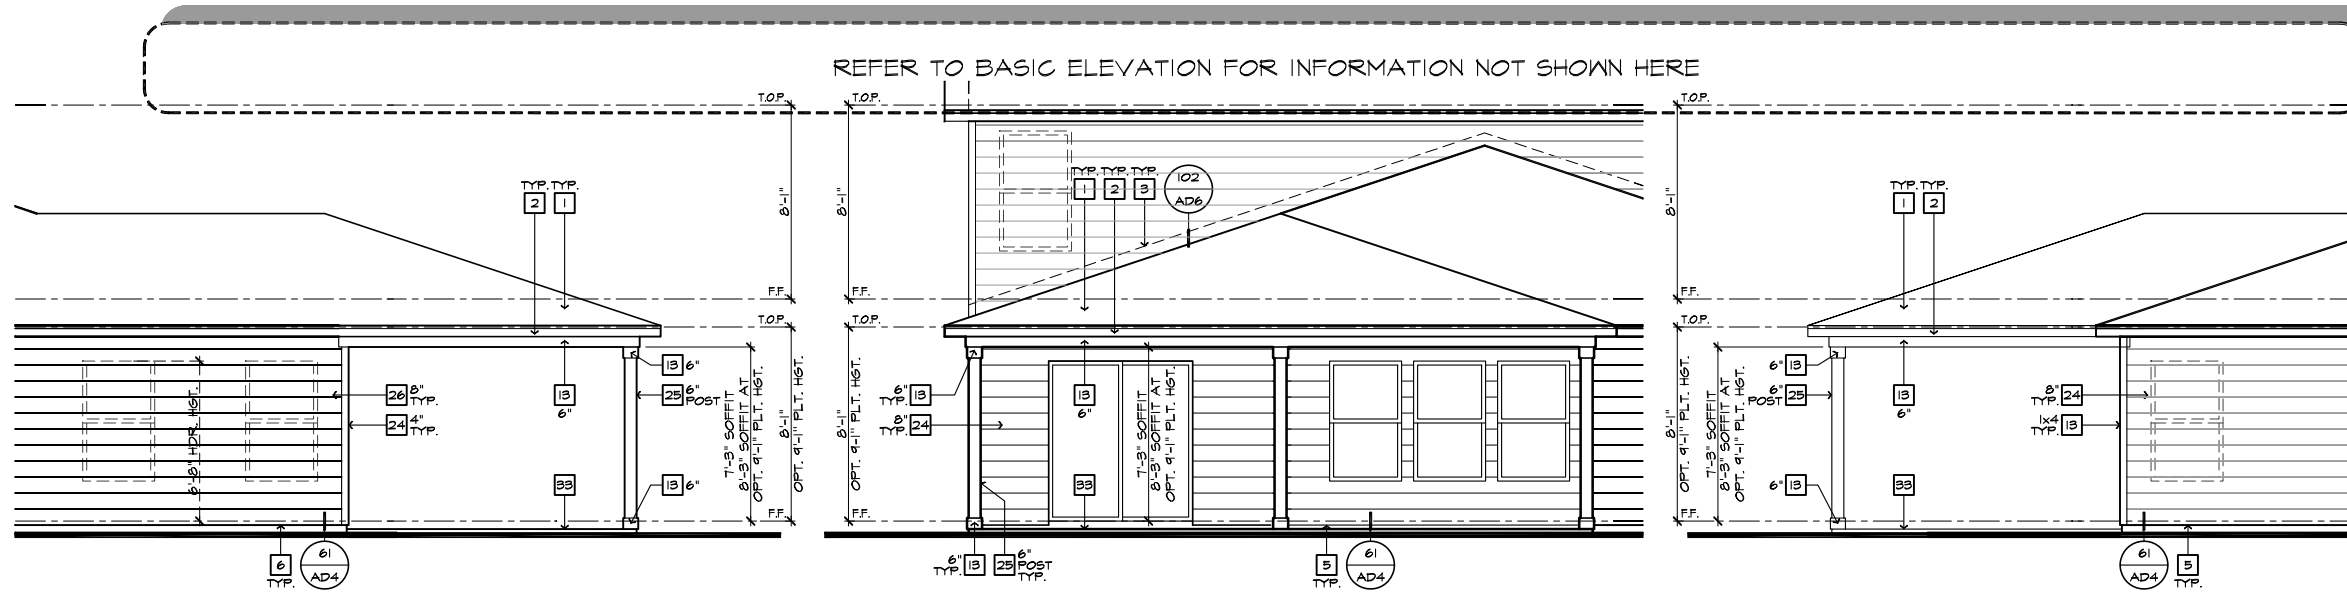 REFER TO BASIC ELEVATION FOR INFORMATION NOT SHOWN HERE
T.O.P.
8'-1"
F.F.
T.O.P.
TYP. TYP.
2 1
26 8"
TYP.
24 4"
TYP.
13
6"
33
13 6"
25 6"
POST
13 6"
6'-8" HDR. HGT.
7'-3" SOFFIT
8'-3" SOFFIT AT
OPT. 9'-1" PLT. HGT.
8'-1"
OPT. 9'-1" PLT. HGT.
F.F.
6
TYP.
61
AD4
T.O.P.
8'-1"
F.F.
T.O.P.
8'-1"
OPT. 9'-1" PLT. HGT.
F.F.
TYP. TYP. TYP.
1 2 3
102
AD6
6"
TYP. 13
8"
TYP. 24
13
6"
33
7'-3" SOFFIT
8'-3" SOFFIT AT
OPT. 9'-1" PLT. HGT.
6"
TYP. 13
25 6"
POST
TYP.
5
TYP.
61
AD4
T.O.P.
8'-1"
F.F.
T.O.P.
8'-1"
OPT. 9'-1" PLT. HGT.
F.F.
7'-3" SOFFIT
8'-3" SOFFIT AT
OPT. 9'-1" PLT. HGT.
TYP. TYP.
1 2
6" 13
6"
POST 25
13
6"
6" 13
33
8"
TYP. 24
1x4
TYP. 13
61
AD4
5
TYP.